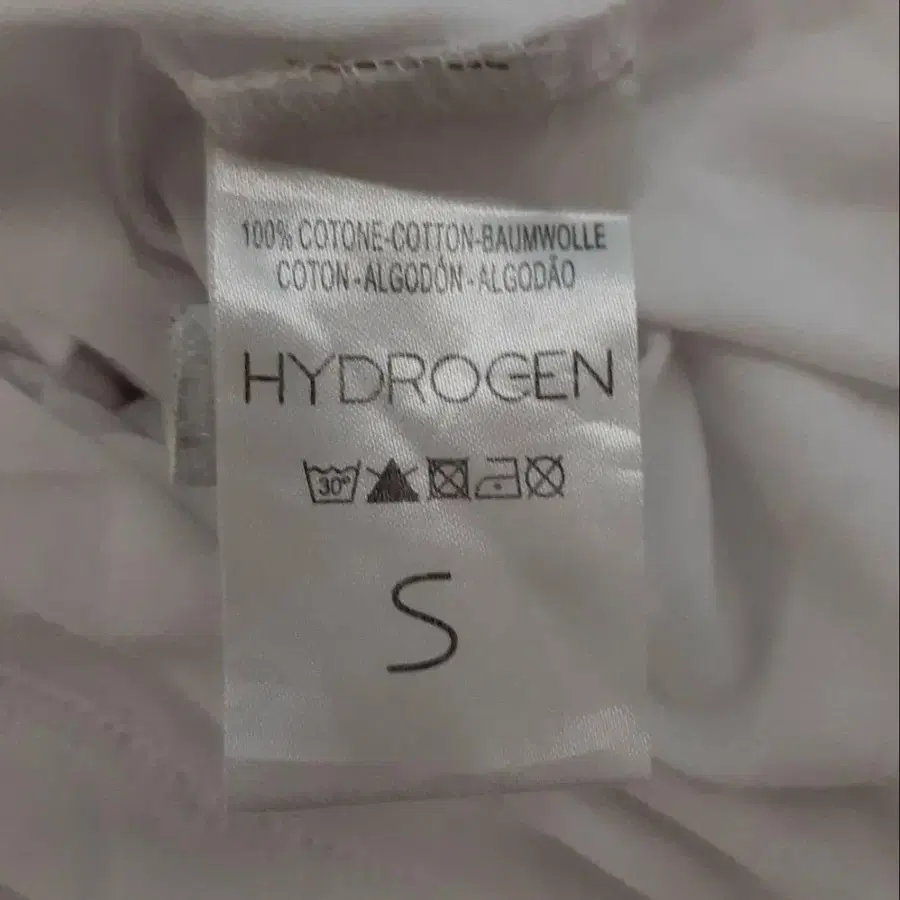 100% COTONE-COTTON-BAUMWOLLE
COTON-ALGODÓN-ALGODÃO
HYDROGEN
30°
S